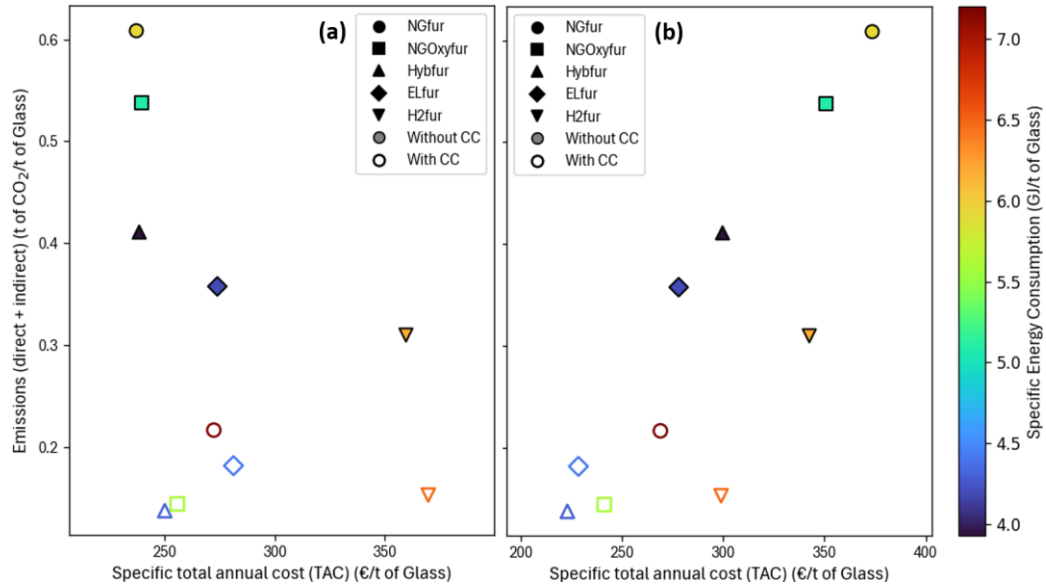 (a)
NGfur
NGOxyfur
Hybfur
ELfur
H2fur
Without CC
With CC
0.6
0.5
0.4
0.3
0.2
Emissions (direct + indirect) (t of CO2/t of Glass)
250
300
350
Specific total annual cost (TAC) (€/t of Glass)
(b)
NGfur
NGOxyfur
Hybfur
ELfur
H2fur
Without CC
With CC
200
250
300
350
400
Specific total annual cost (TAC) (€/t of Glass)
7.0
6.5
6.0
5.5
5.0
4.5
4.0
Specific Energy Consumption (GJ/t of Glass)